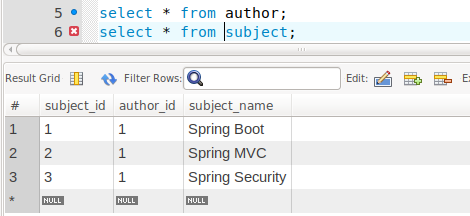 5 select * from author;
6 select * from subject;
Result Grid Filter Rows: Edit:
# subject_id author_id subject_name
1 1 1 Spring Boot
2 2 1 Spring MVC
3 3 1 Spring Security
* NULL NULL NULL